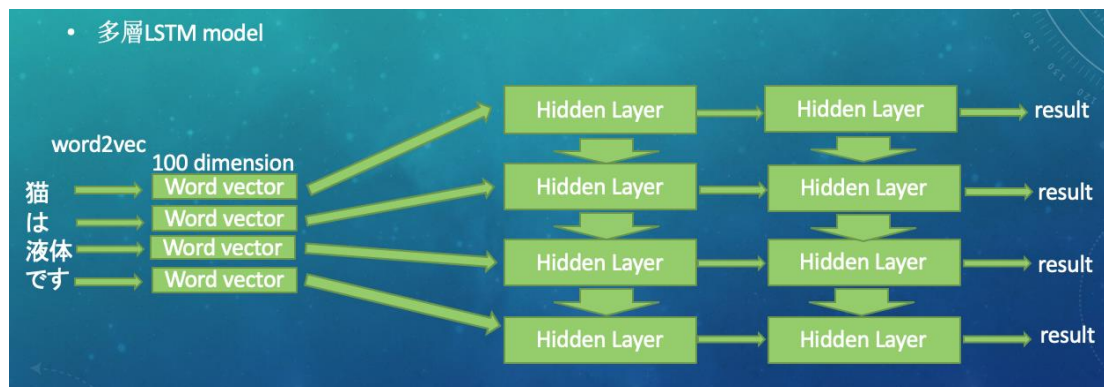 • 多層LSTM model
word2vec
100 dimension
猫
は
液体
です
Word vector
Word vector
Word vector
Word vector
Hidden Layer
Hidden Layer
result
Hidden Layer
Hidden Layer
result
Hidden Layer
Hidden Layer
result
Hidden Layer
Hidden Layer
result